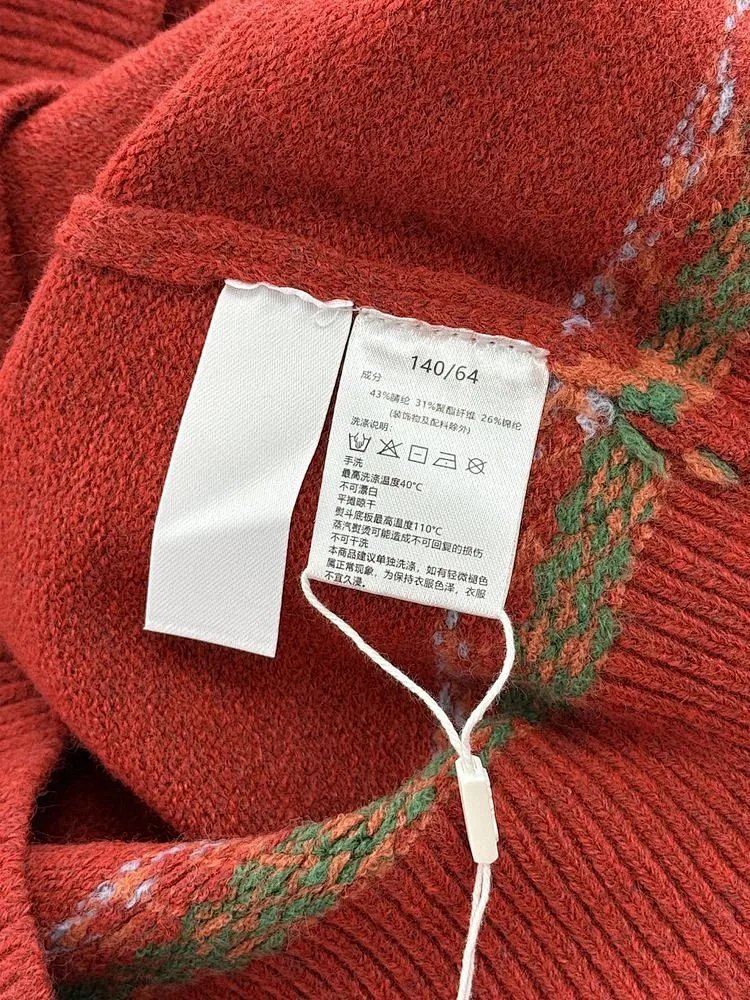 140/64
成分
43%腈纶 31%聚酯纤维 26%锦纶
(装饰物及配料除外)
洗涤说明:
手洗
最高洗涤温度40℃
不可漂白
平摊晾干
熨斗底板最高温度110℃
蒸汽熨烫可能造成不可回复的损伤
不可干洗
本商品建议单独洗涤，如有轻微褪色
属正常现象，为保持衣服色泽，衣服
不宜久浸。